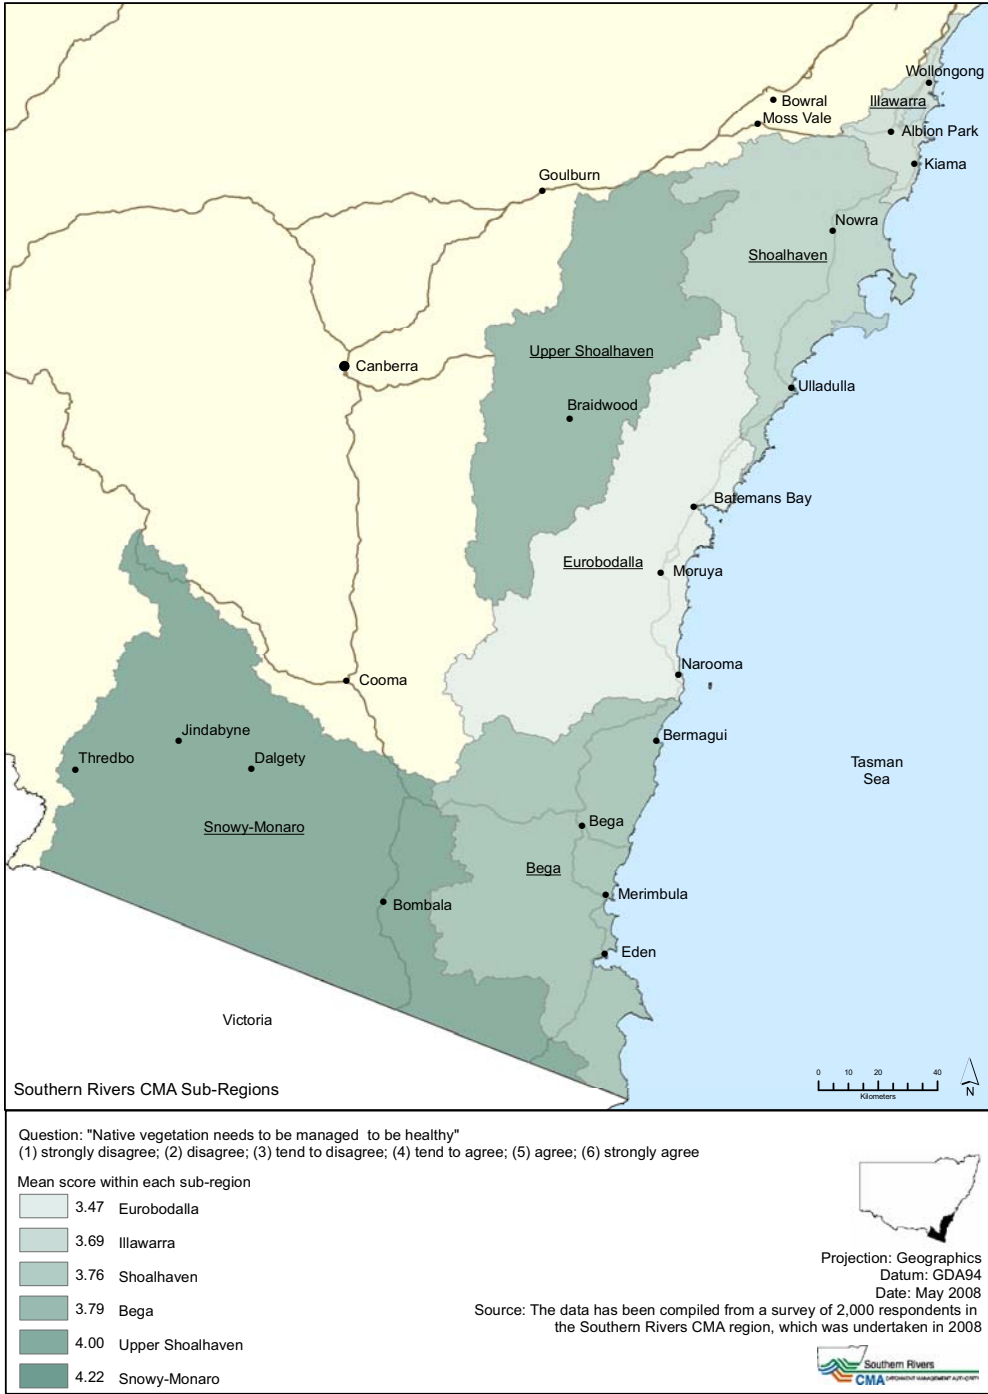 Wollongong
Illawarra
Bowral
Moss Vale
Albion Park
Kiama
Goulburn
Nowra
Shoalhaven
Upper Shoalhaven
Canberra
Ulladulla
Braidwood
Batemans Bay
Eurobodalla
Moruya
Narooma
Cooma
Jindabyne
Bermagui
Thredbo
Dalgety
Tasman
Sea
Snowy-Monaro
Bega
Bega
Merimbula
Bombala
Eden
Victoria
Southern Rivers CMA Sub-Regions
0 10 20 40
Kilometers
N
Question: "Native vegetation needs to be managed to be healthy"
(1) strongly disagree; (2) disagree; (3) tend to disagree; (4) tend to agree; (5) agree; (6) strongly agree
Mean score within each sub-region
3.47 Eurobodalla
3.69 Illawarra
3.76 Shoalhaven
3.79 Bega
4.00 Upper Shoalhaven
4.22 Snowy-Monaro
Projection: Geographics
Datum: GDA94
Date: May 2008
Source: The data has been compiled from a survey of 2,000 respondents in
the Southern Rivers CMA region, which was undertaken in 2008
Southern Rivers
CMA CATCHMENT MANAGEMENT AUTHORITY